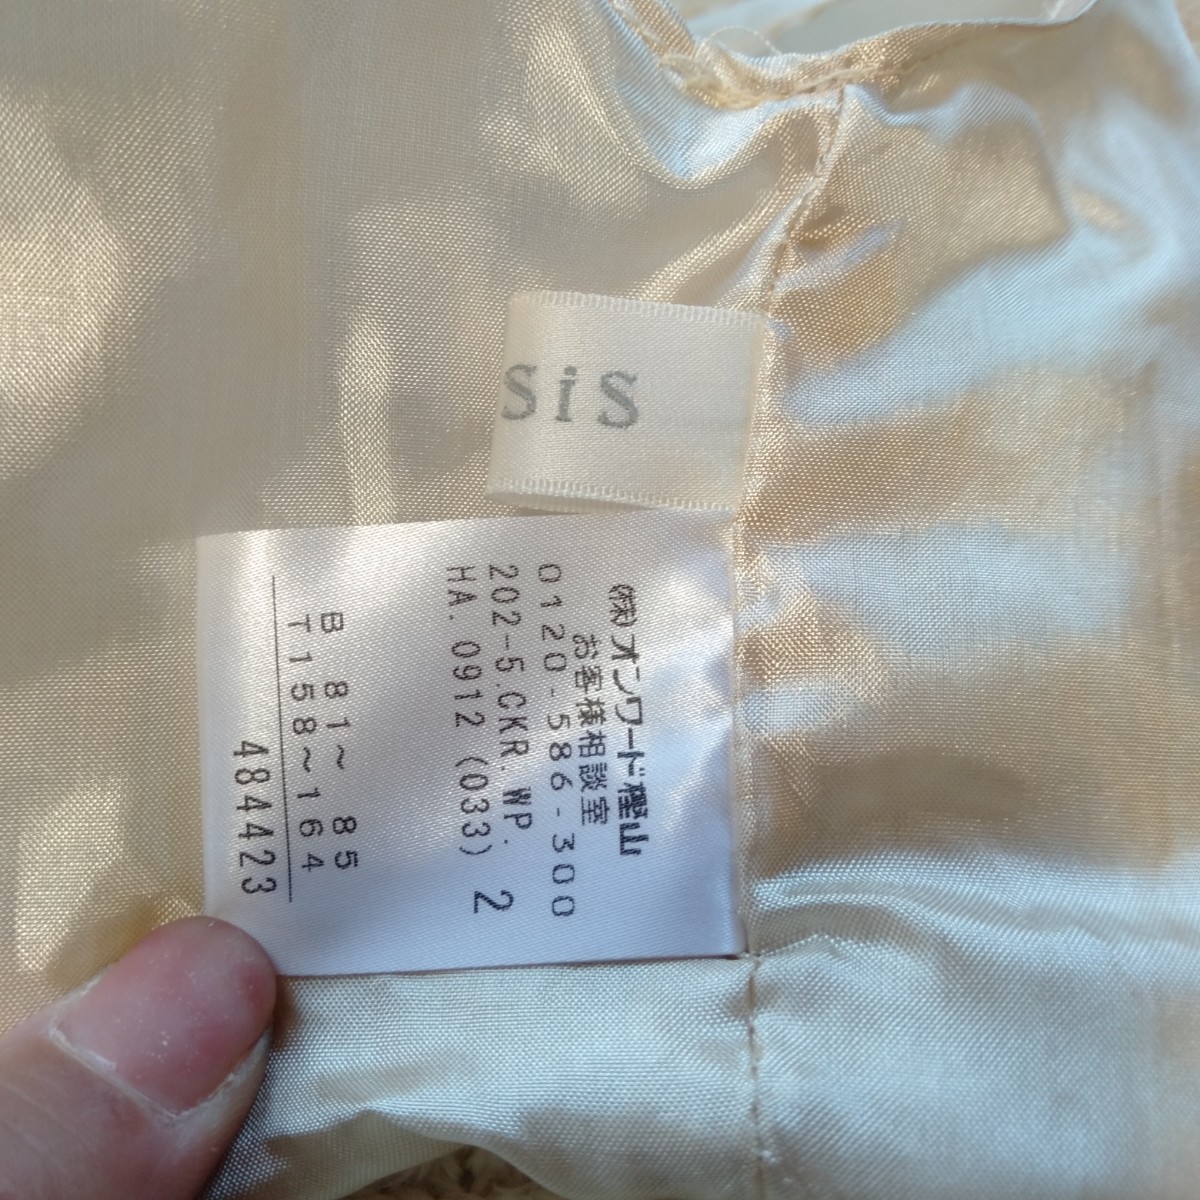 SiS
㈱オンワード樫山
お客様相談室
0120-586-300
202-5.CKR.WP. 2
HA. 0912 (033)
B 81～ 85
T 158～164
484423